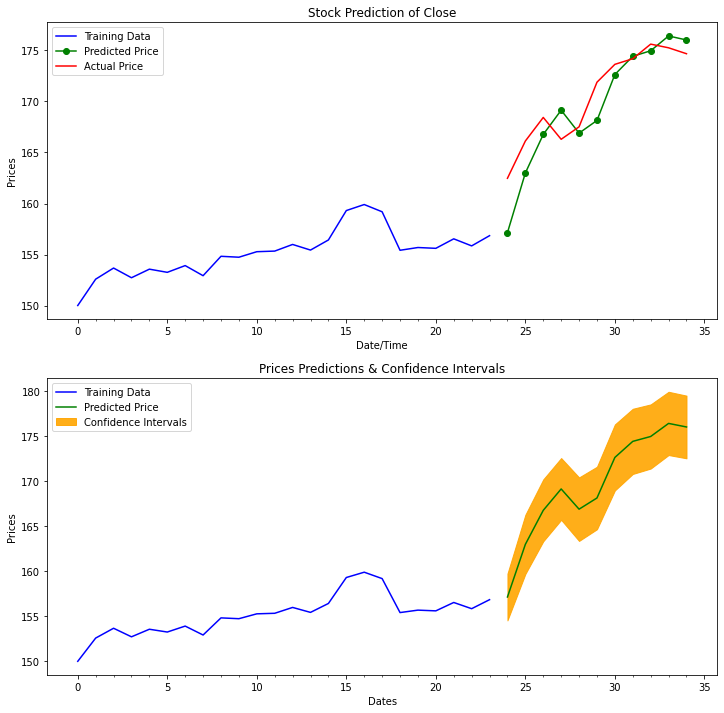 Stock Prediction of Close
Training Data
Predicted Price
Actual Price
Prices
175
170
165
160
155
150
0 5 10 15 20 25 30 35
Date/Time
Prices Predictions & Confidence Intervals
Training Data
Predicted Price
Confidence Intervals
Prices
180
175
170
165
160
155
150
0 5 10 15 20 25 30 35
Dates